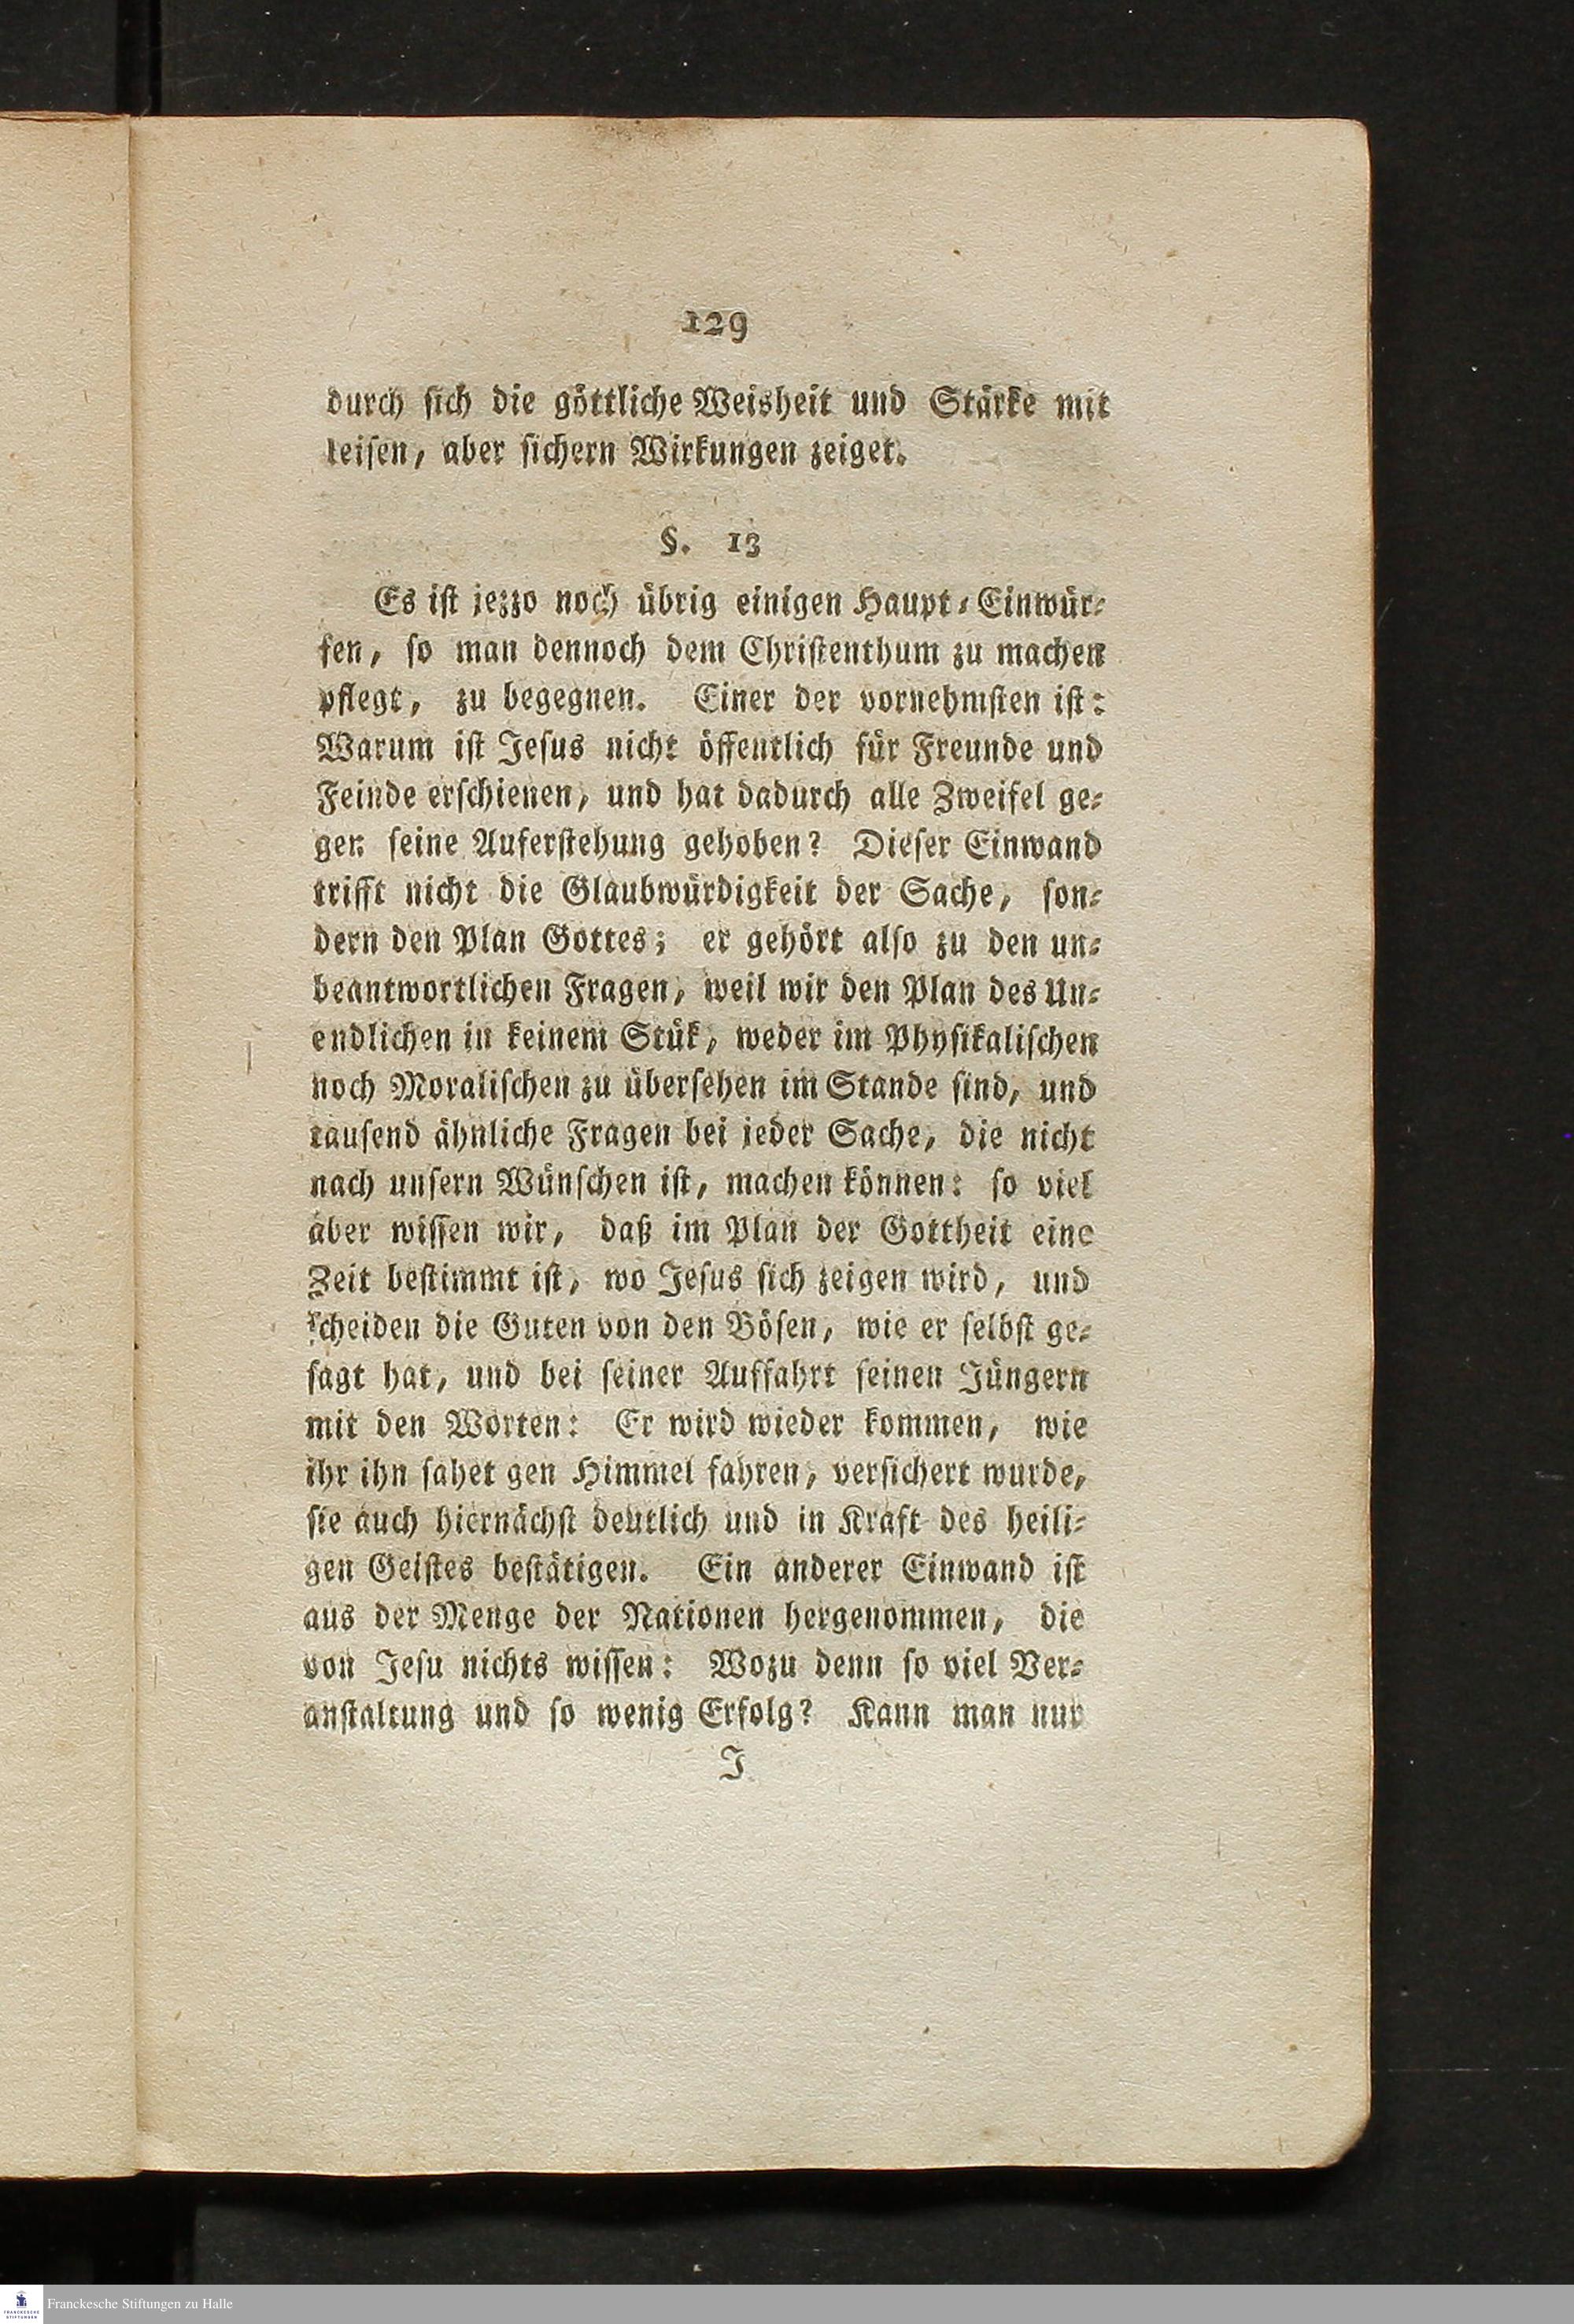 129
durch sich die göttliche Weisheit und Stärke mit
leisen, aber sichern Wirkungen zeiget.
§. 13
Es ist jezzo noch übrig einigen Haupt-Einwür-
fen, so man dennoch dem Christenthum zu machen
pflegt, zu begegnen. Einer der vornehmsten ist:
Warum ist Jesus nicht öffentlich für Freunde und
Feinde erschienen, und hat dadurch alle Zweifel ge-
gen seine Auferstehung gehoben? Dieser Einwand
trifft nicht die Glaubwürdigkeit der Sache, son-
dern den Plan Gottes; er gehört also zu den un-
beantwortlichen Fragen, weil wir den Plan des Un-
endlichen in keinem Stük, weder im Physikalischen
noch Moralischen zu übersehen im Stande sind, und
tausend ähnliche Fragen bei jeder Sache, die nicht
nach unsern Wünschen ist, machen können: so viel
aber wissen wir, daß im Plan der Gottheit eine
Zeit bestimmt ist, wo Jesus sich zeigen wird, und
scheiden die Guten von den Bösen, wie er selbst ge-
sagt hat, und bei seiner Auffahrt seinen Jüngern
mit den Worten: Er wird wieder kommen, wie
ihr ihn sahet gen Himmel fahren, versichert wurde,
sie auch hiernächst deutlich und in Kraft des heili-
gen Geistes bestätigen. Ein anderer Einwand ist
aus der Menge der Nationen hergenommen, die
von Jesu nichts wissen: Wozu denn so viel Ver-
anstaltung und so wenig Erfolg? Kann man nur
J
FRANCKESCHE
STIFTUNGEN
Franckesche Stiftungen zu Halle